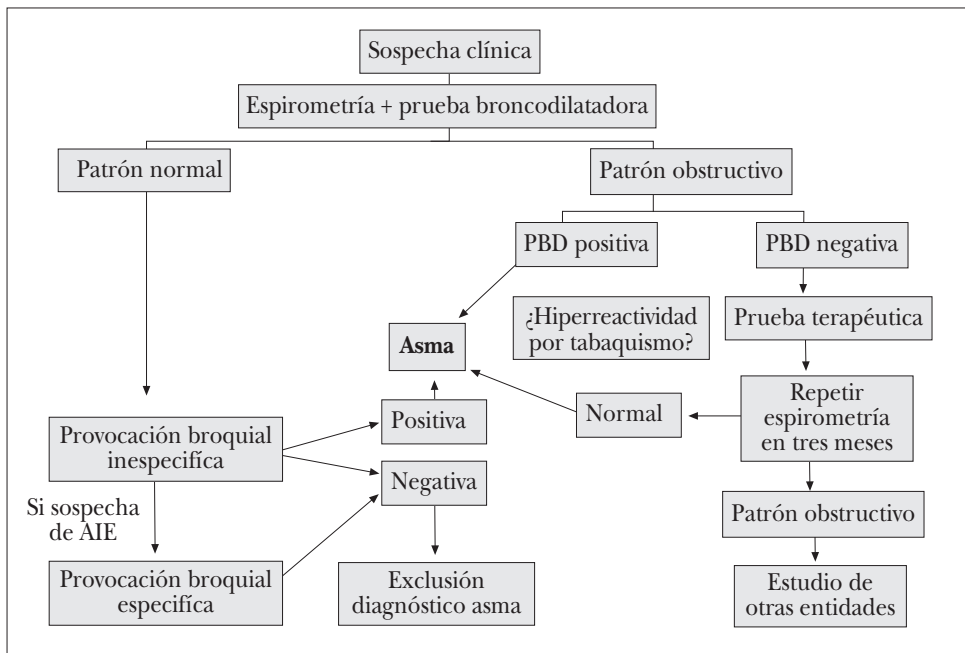 Sospecha clínica
Espirometría + prueba broncodilatadora
Patrón normal
Patrón obstructivo
PBD positiva
PBD negativa
¿Hiperreactividad
por tabaquismo?
Prueba terapéutica
Asma
Repetir
espirometría
en tres meses
Normal
Positiva
Provocación broquial
inespecifíca
Negativa
Si sospecha
de AIE
Patrón obstructivo
Provocación broquial
especifíca
Exclusión
diagnóstico asma
Estudio de
otras entidades